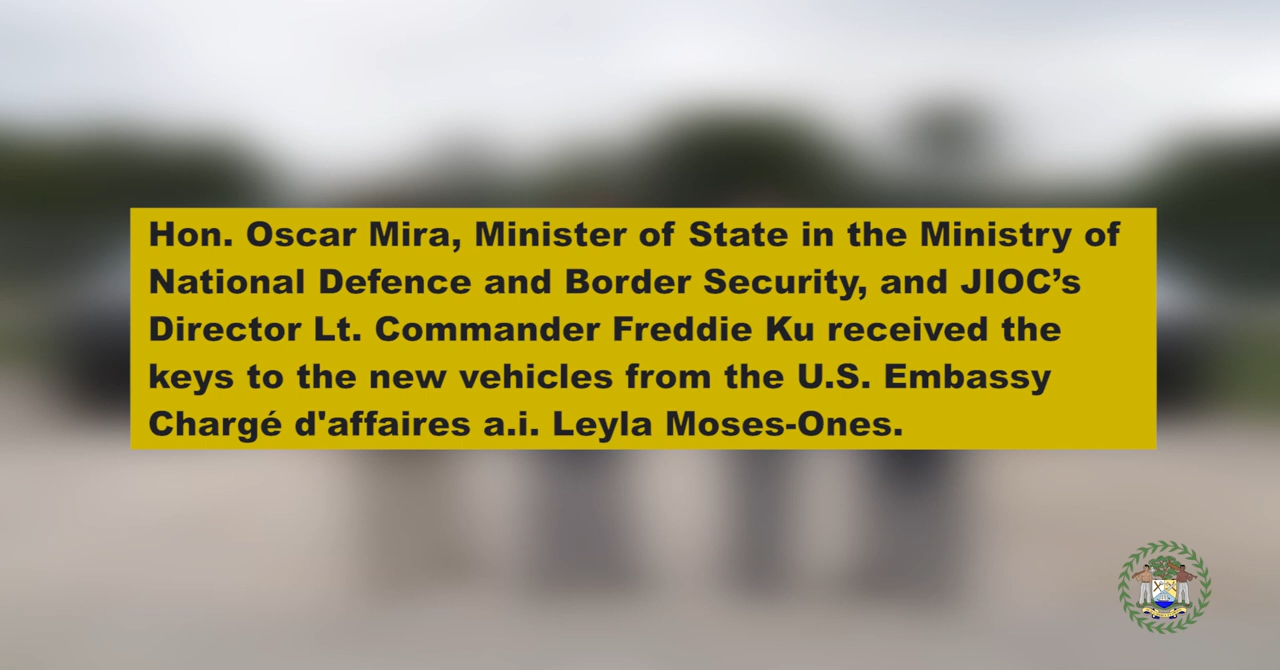 Hon. Oscar Mira, Minister of State in the Ministry of
National Defence and Border Security, and JIOC’s
Director Lt. Commander Freddie Ku received the
keys to the new vehicles from the U.S. Embassy
Chargé d'affaires a.i. Leyla Moses-Ones.